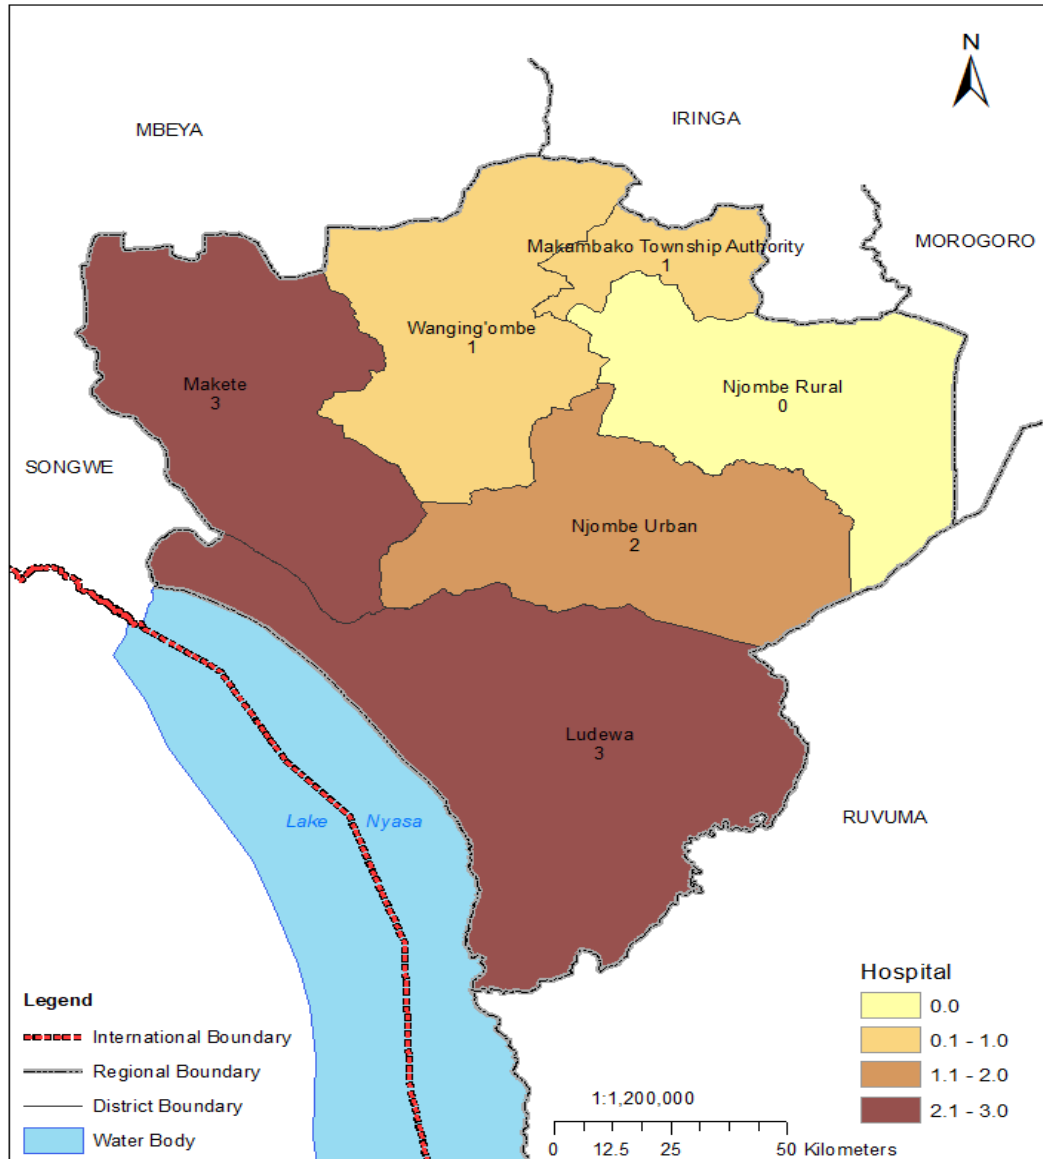 N
IRINGA
MBEYA
MOROGORO
Makambako Township Authority
1
Wanging'ombe
1
Makete
3
Njombe Rural
0
SONGWE
Njombe Urban
2
Ludewa
3
Lake Nyasa
RUVUMA
Legend
International Boundary
Regional Boundary
District Boundary
Water Body
Hospital
0.0
0.1 - 1.0
1.1 - 2.0
2.1 - 3.0
1:1,200,000
0 12.5 25 50 Kilometers